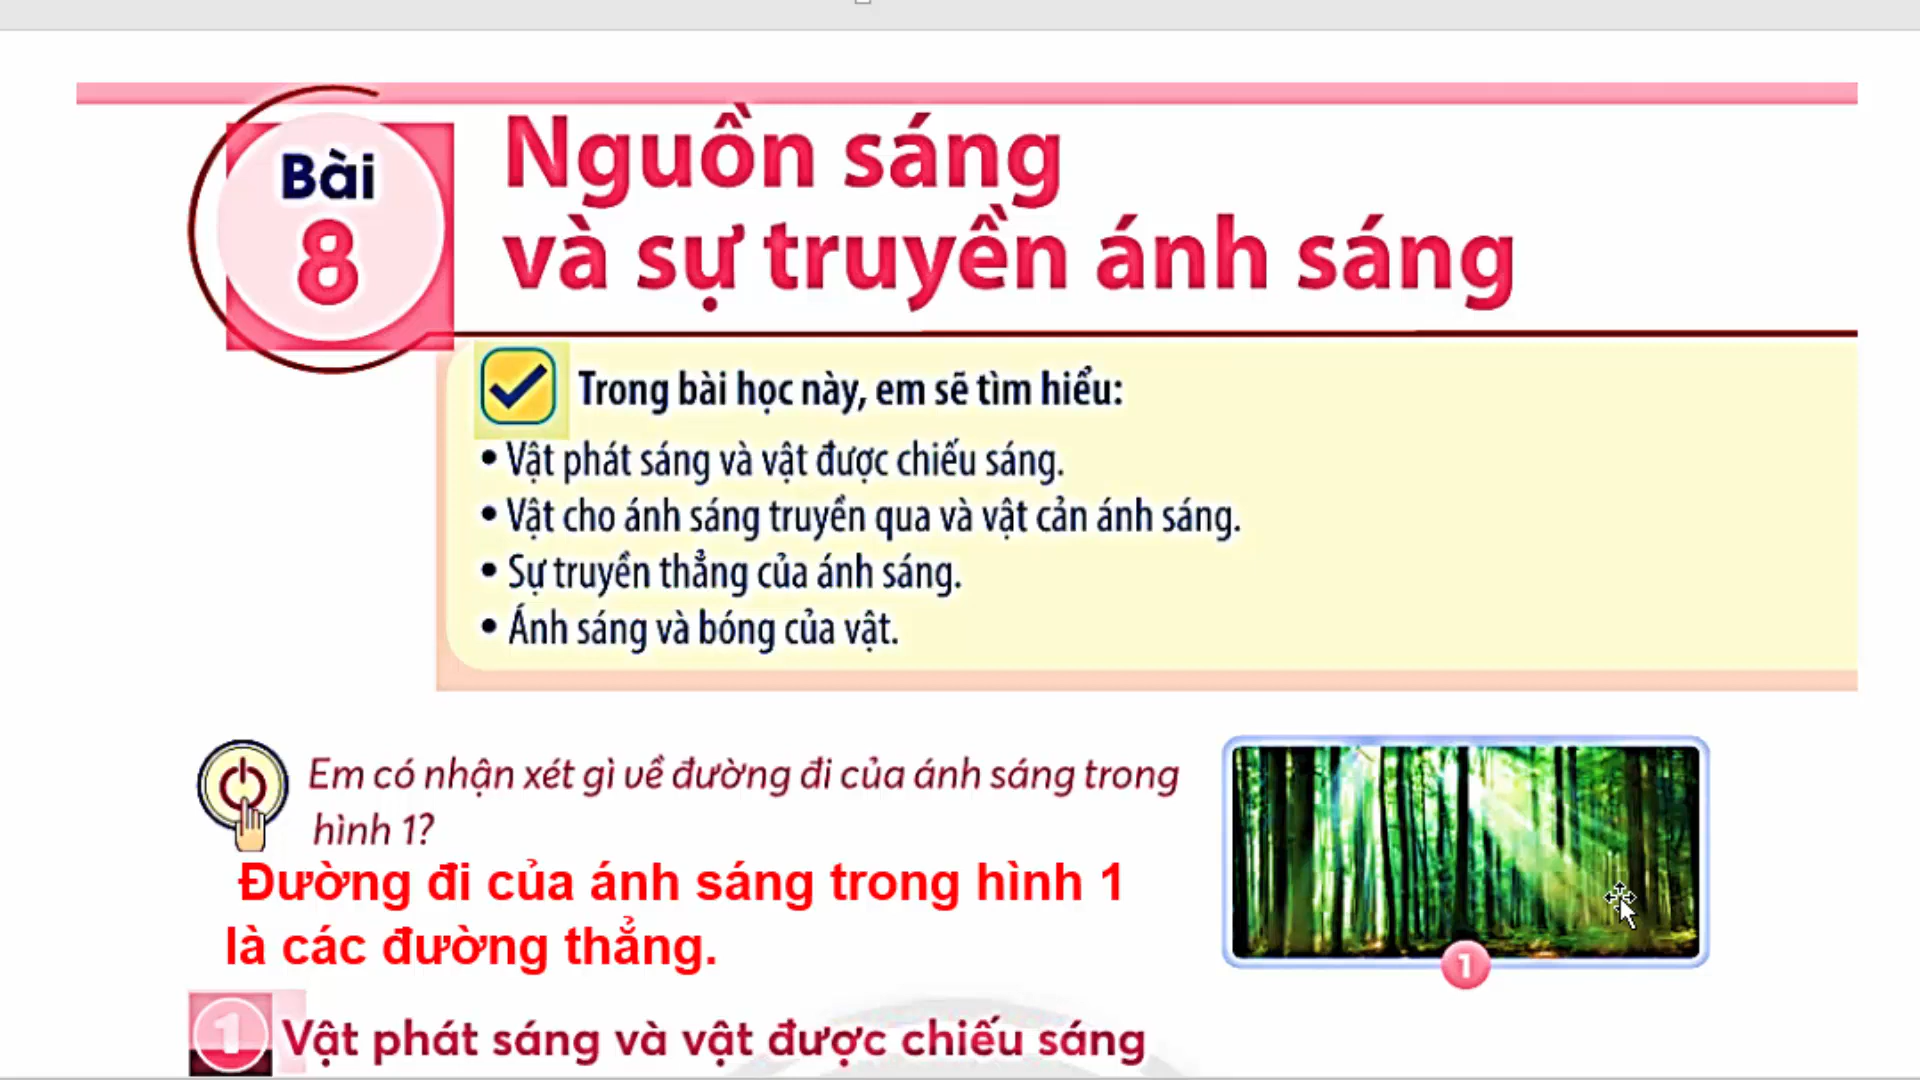 Bài
8
Nguồn sáng
và sự truyền ánh sáng
Trong bài học này, em sẽ tìm hiểu:
• Vật phát sáng và vật được chiếu sáng.
• Vật cho ánh sáng truyền qua và vật cản ánh sáng.
• Sự truyền thẳng của ánh sáng.
• Ánh sáng và bóng của vật.
Em có nhận xét gì về đường đi của ánh sáng trong
hình 1?
Đường đi của ánh sáng trong hình 1
là các đường thẳng.
1
1 Vật phát sáng và vật được chiếu sáng